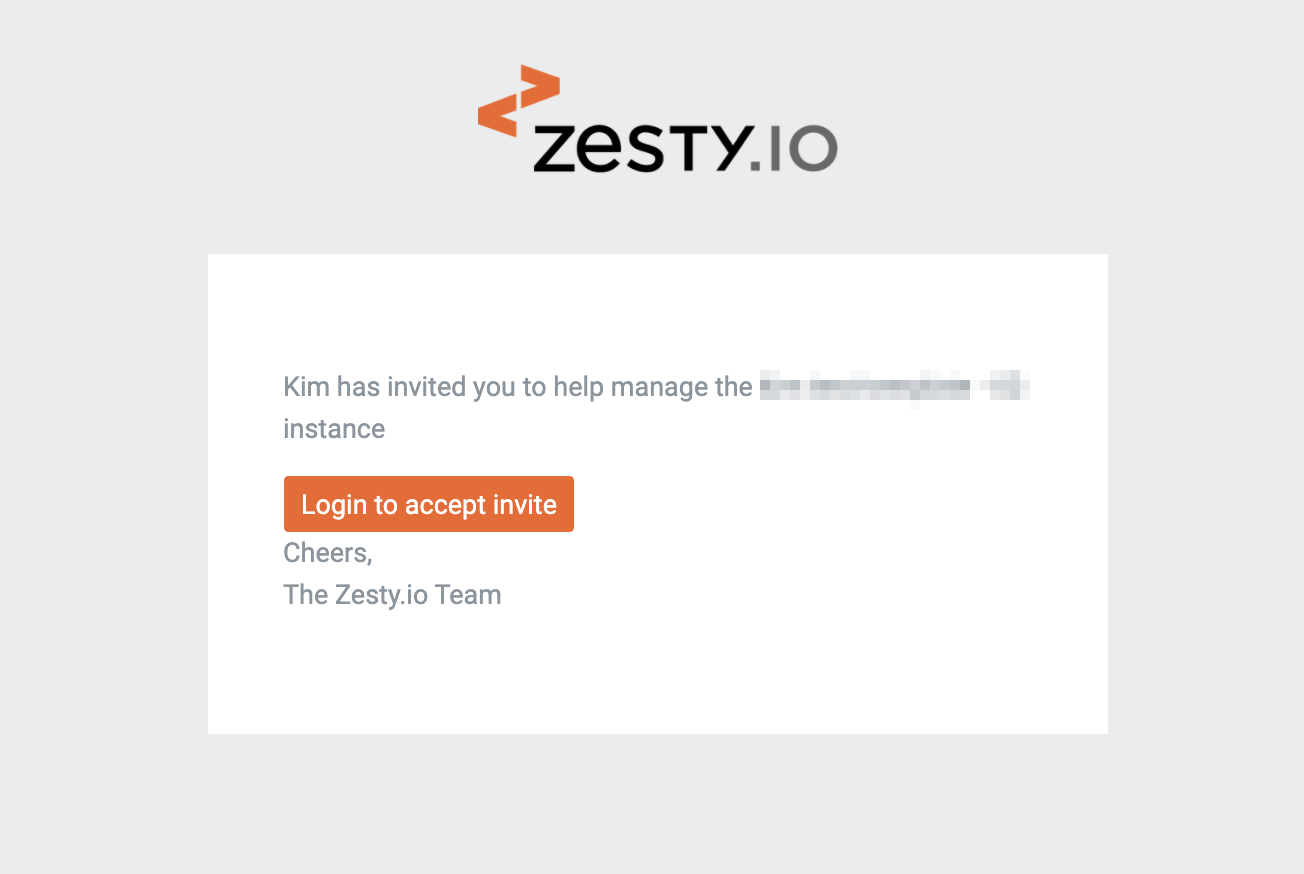 zesty.io
Kim has invited you to help manage the
instance
Login to accept invite
Cheers,
The Zesty.io Team